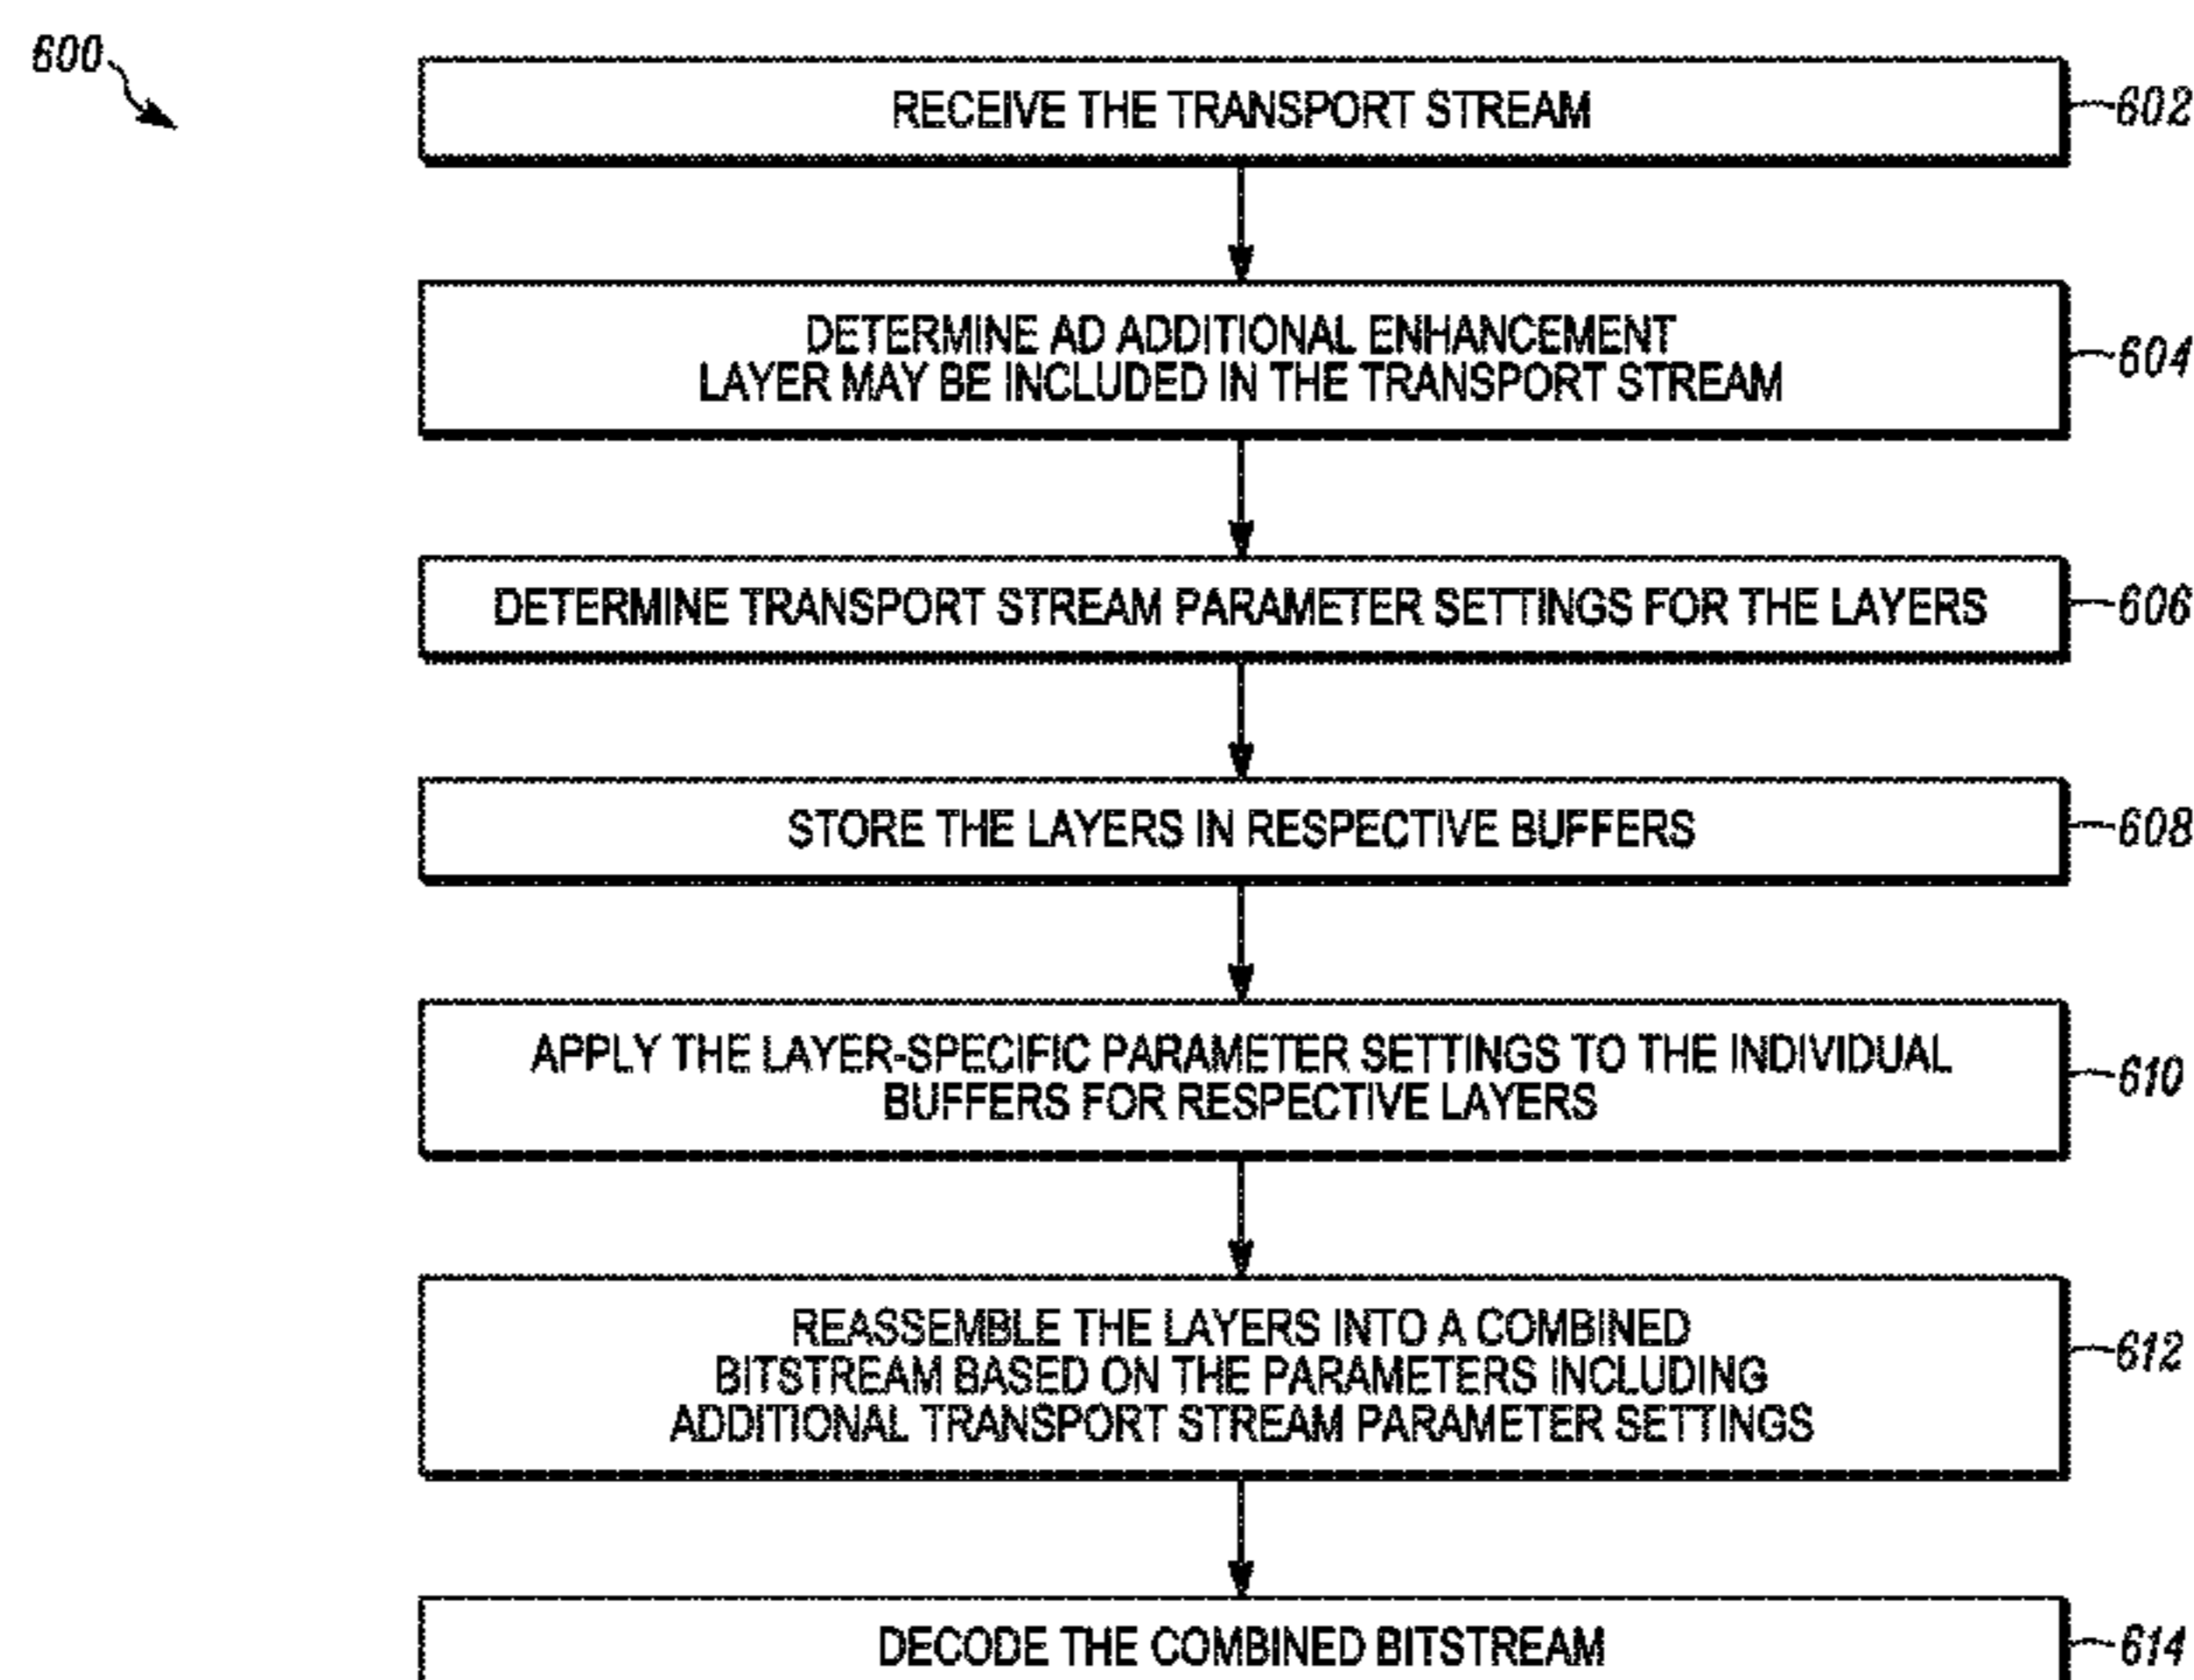 600
RECEIVE THE TRANSPORT STREAM
602
DETERMINE AD ADDITIONAL ENHANCEMENT
LAYER MAY BE INCLUDED IN THE TRANSPORT STREAM
604
DETERMINE TRANSPORT STREAM PARAMETER SETTINGS FOR THE LAYERS
606
STORE THE LAYERS IN RESPECTIVE BUFFERS
608
APPLY THE LAYER-SPECIFIC PARAMETER SETTINGS TO THE INDIVIDUAL
BUFFERS FOR RESPECTIVE LAYERS
610
REASSEMBLE THE LAYERS INTO A COMBINED
BITSTREAM BASED ON THE PARAMETERS INCLUDING
ADDITIONAL TRANSPORT STREAM PARAMETER SETTINGS
612
DECODE THE COMBINED BITSTREAM
614